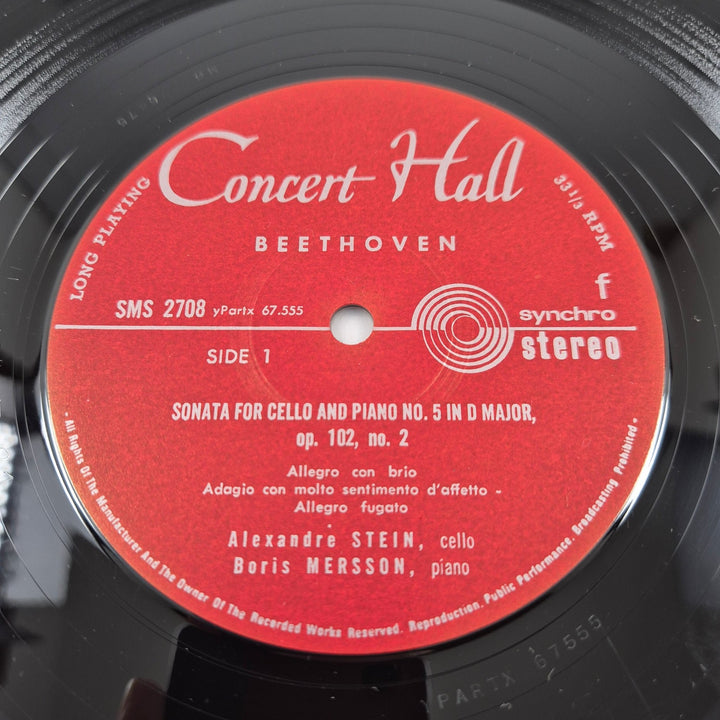 Concert Hall
LONG PLAYING
33 1/3 RPM
BEETHOVEN
SMS 2708 yPartx 67.555
f
synchro
stereo
SIDE 1
SONATA FOR CELLO AND PIANO NO. 5 IN D MAJOR,
op. 102, no. 2
Allegro con brio
Adagio con molto sentimento d'affetto -
Allegro fugato
Alexandre STEIN, cello
Boris MERSSON, piano
- All Rights Of The Manufacturer And The Owner Of The Recorded Works Reserved. Reproduction. Public Performance. Broadcasting Prohibited -
PARTX 67555